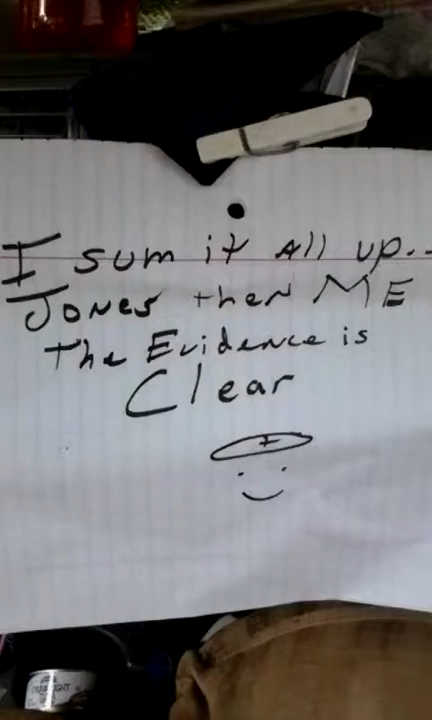 I sum it All up..
Jones then ME
the Evidence is
Clear